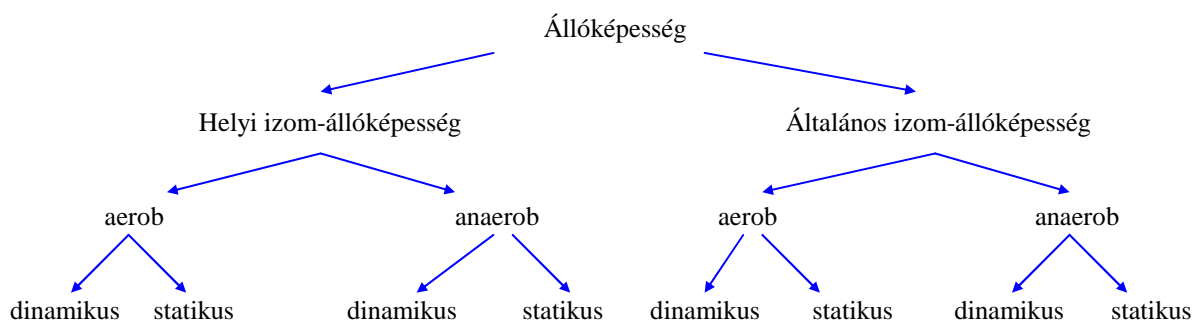 Állóképesség
Helyi izom-állóképesség Általános izom-állóképesség
aerob anaerob aerob anaerob
dinamikus statikus dinamikus statikus dinamikus statikus dinamikus statikus